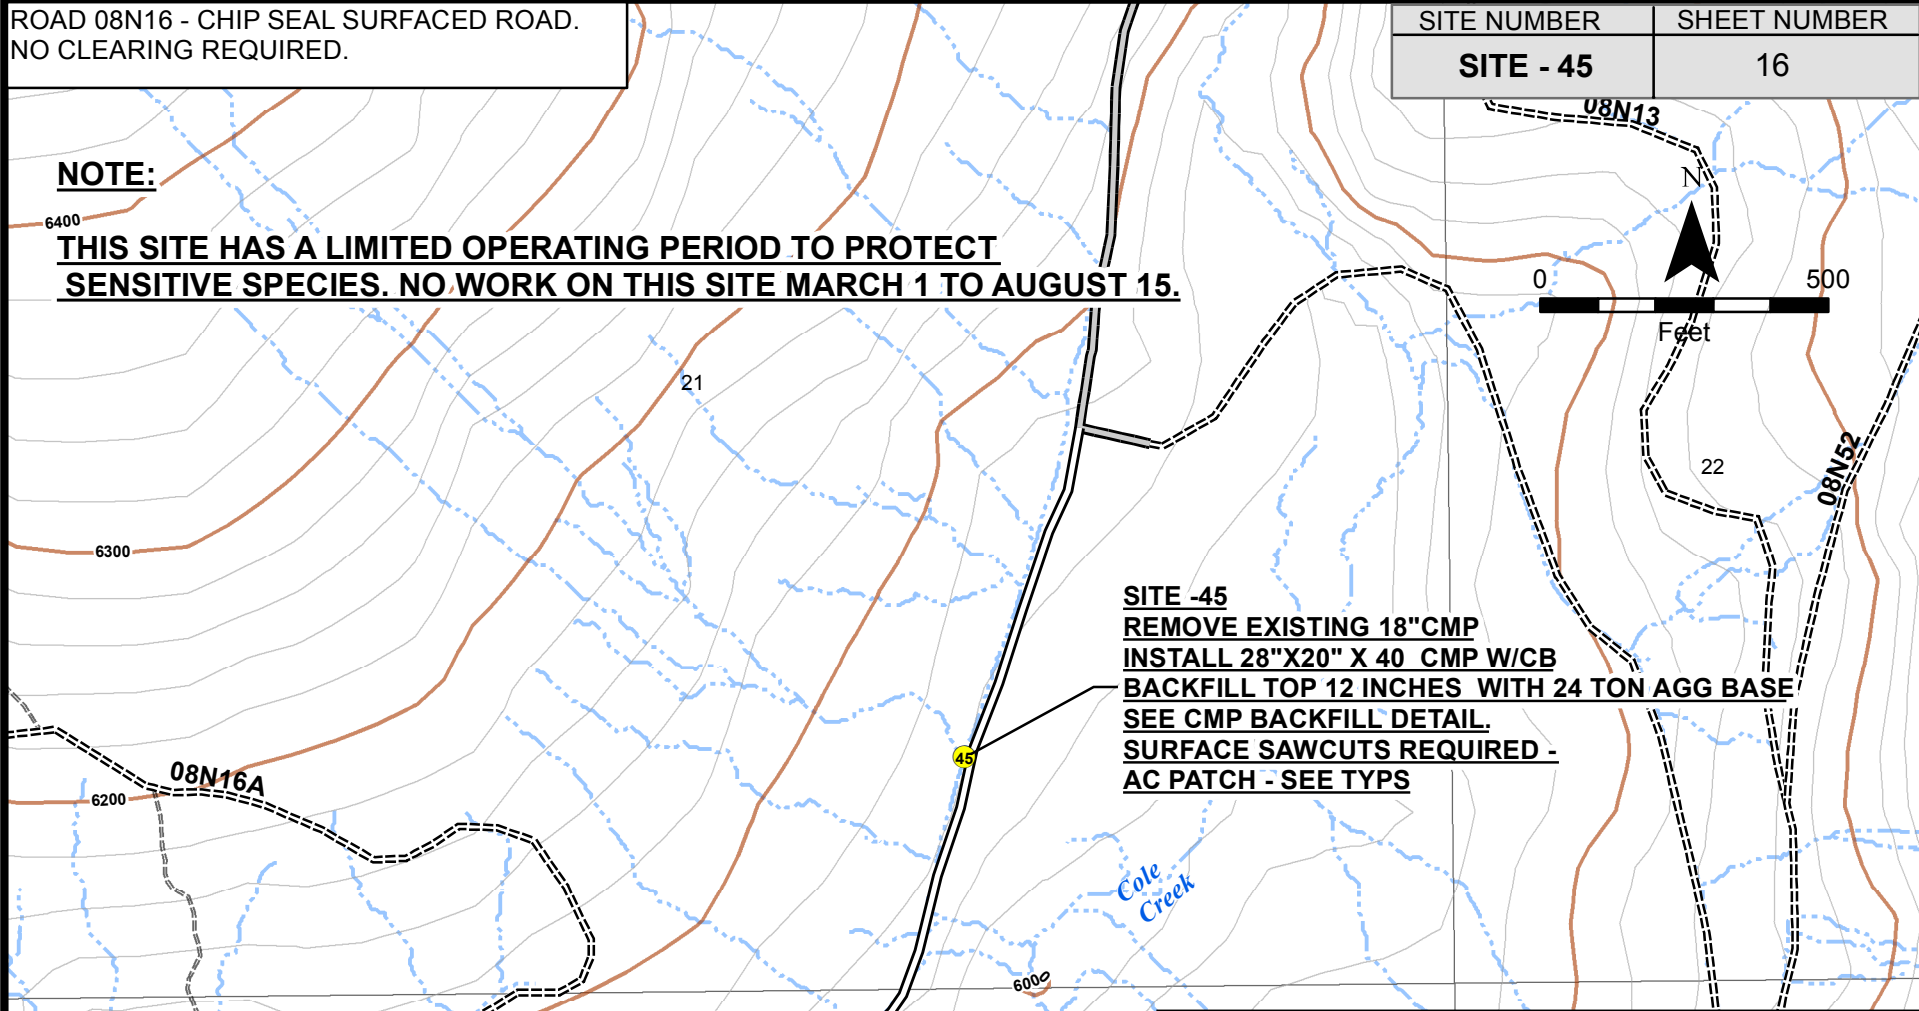 ROAD 08N16 - CHIP SEAL SURFACED ROAD.
NO CLEARING REQUIRED.
SITE NUMBER
SHEET NUMBER
SITE - 45
16
08N13
NOTE:
N
6400
THIS SITE HAS A LIMITED OPERATING PERIOD TO PROTECT
SENSITIVE SPECIES. NO WORK ON THIS SITE MARCH 1 TO AUGUST 15.
0
500
Feet
21
22
08N52
6300
SITE -45
REMOVE EXISTING 18"CMP
INSTALL 28"X20" X 40 CMP W/CB
BACKFILL TOP 12 INCHES WITH 24 TON AGG BASE
SEE CMP BACKFILL DETAIL.
SURFACE SAWCUTS REQUIRED -
AC PATCH - SEE TYPS
45
08N16A
6200
Cole
Creek
6000